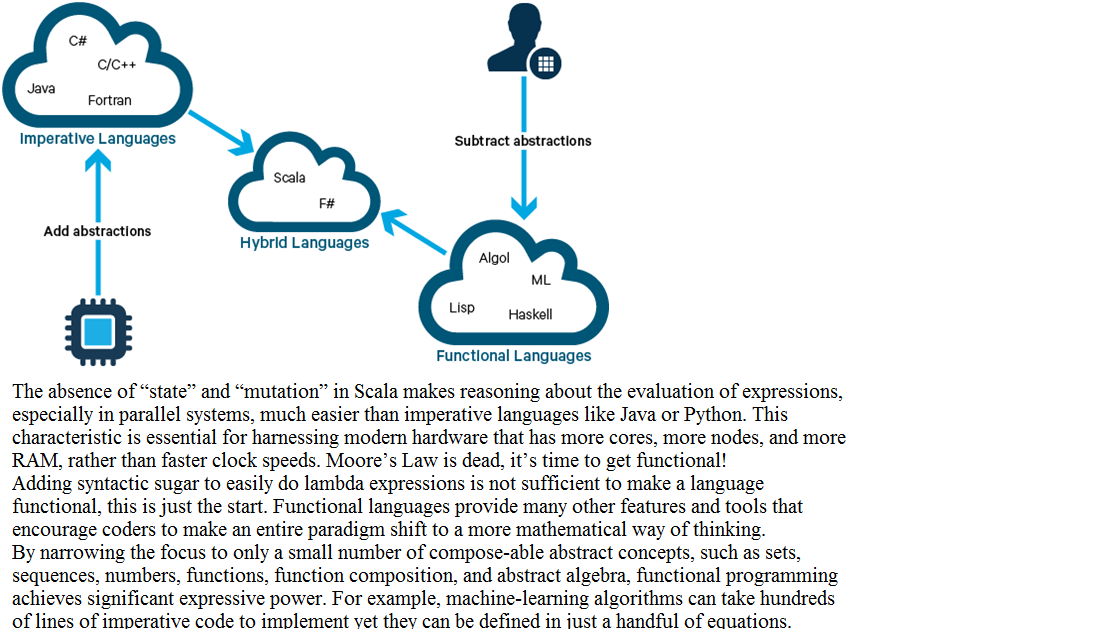 C#
C/C++
Java
Fortran
Imperative Languages
Subtract abstractions
Scala
F#
Add abstractions
Hybrid Languages
Algol
ML
Lisp
Haskell
Functional Languages
The absence of “state” and “mutation” in Scala makes reasoning about the evaluation of expressions,
especially in parallel systems, much easier than imperative languages like Java or Python. This
characteristic is essential for harnessing modern hardware that has more cores, more nodes, and more
RAM, rather than faster clock speeds. Moore’s Law is dead, it’s time to get functional!
Adding syntactic sugar to easily do lambda expressions is not sufficient to make a language
functional, this is just the start. Functional languages provide many other features and tools that
encourage coders to make an entire paradigm shift to a more mathematical way of thinking.
By narrowing the focus to only a small number of compose-able abstract concepts, such as sets,
sequences, numbers, functions, function composition, and abstract algebra, functional programming
achieves significant expressive power. For example, machine-learning algorithms can take hundreds
of lines of imperative code to implement yet they can be defined in just a handful of equations.